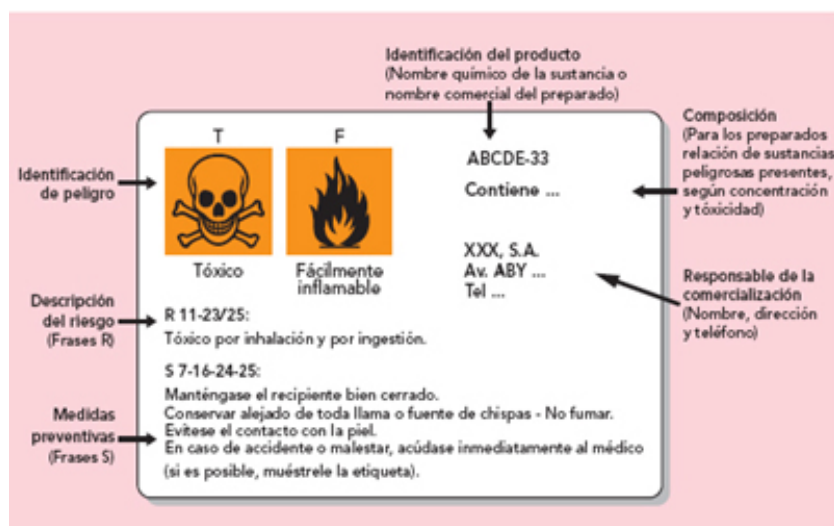 Identificación del producto
(Nombre químico de la sustancia o
nombre comercial del preparado)
Composición
(Para los preparados
relación de sustancias
peligrosas presentes,
según concentración
y tóxicidad)
Identificación
de peligro
T
F
Tóxico
Fácilmente
inflamable
ABCDE-33
Contiene ...
XXX, S.A.
Av. ABY ...
Tel ...
Responsable de la
comercialización
(Nombre, dirección
y teléfono)
Descripción
del riesgo
(Frases R)
R 11-23/25:
Tóxico por inhalación y por ingestión.
S 7-16-24-25:
Manténgase el recipiente bien cerrado.
Conservar alejado de toda llama o fuente de chispas - No fumar.
Evítese el contacto con la piel.
En caso de accidente o malestar, acúdase inmediatamente al médico
(si es posible, muéstrele la etiqueta).
Medidas
preventivas
(Frases S)